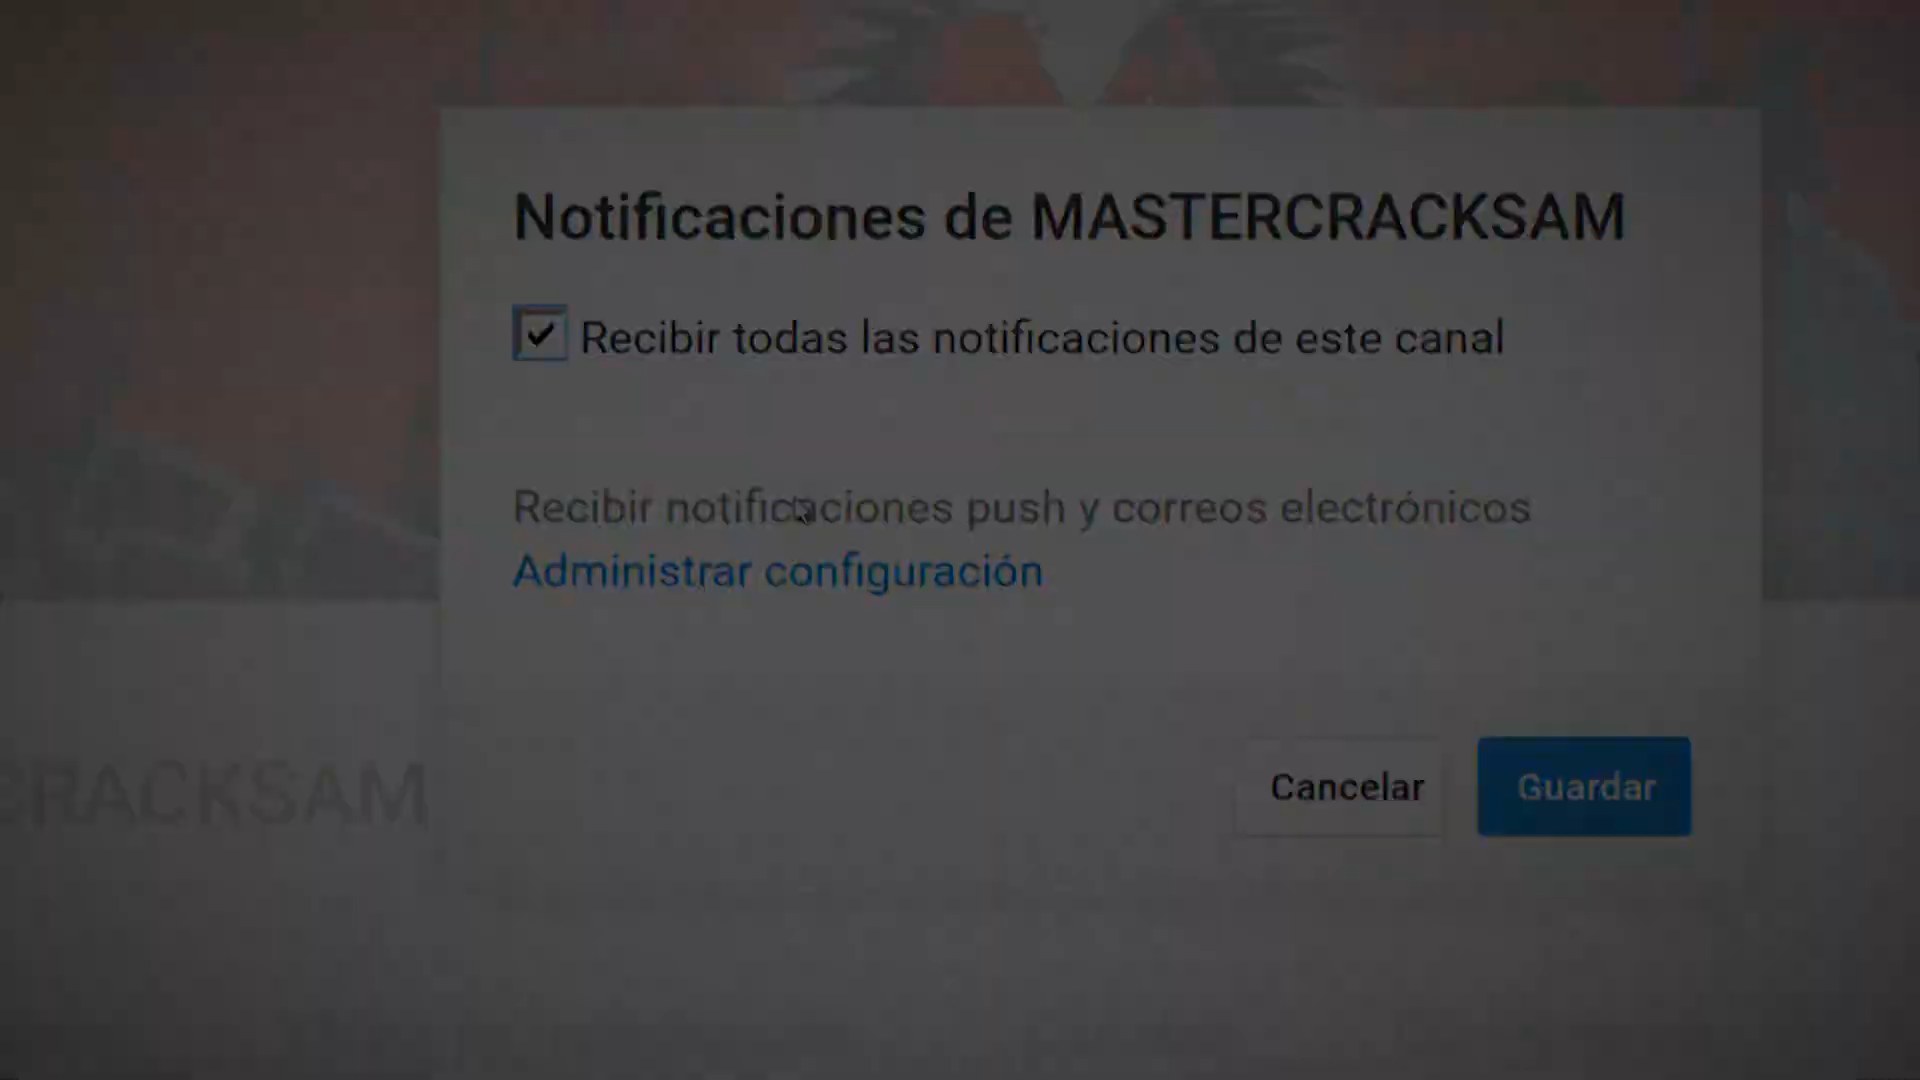 Notificaciones de MASTERCRACKSAM
Recibir todas las notificaciones de este canal
Recibir notificaciones push y correos electrónicos
Administrar configuración
CRACKSAM
Cancelar
Guardar